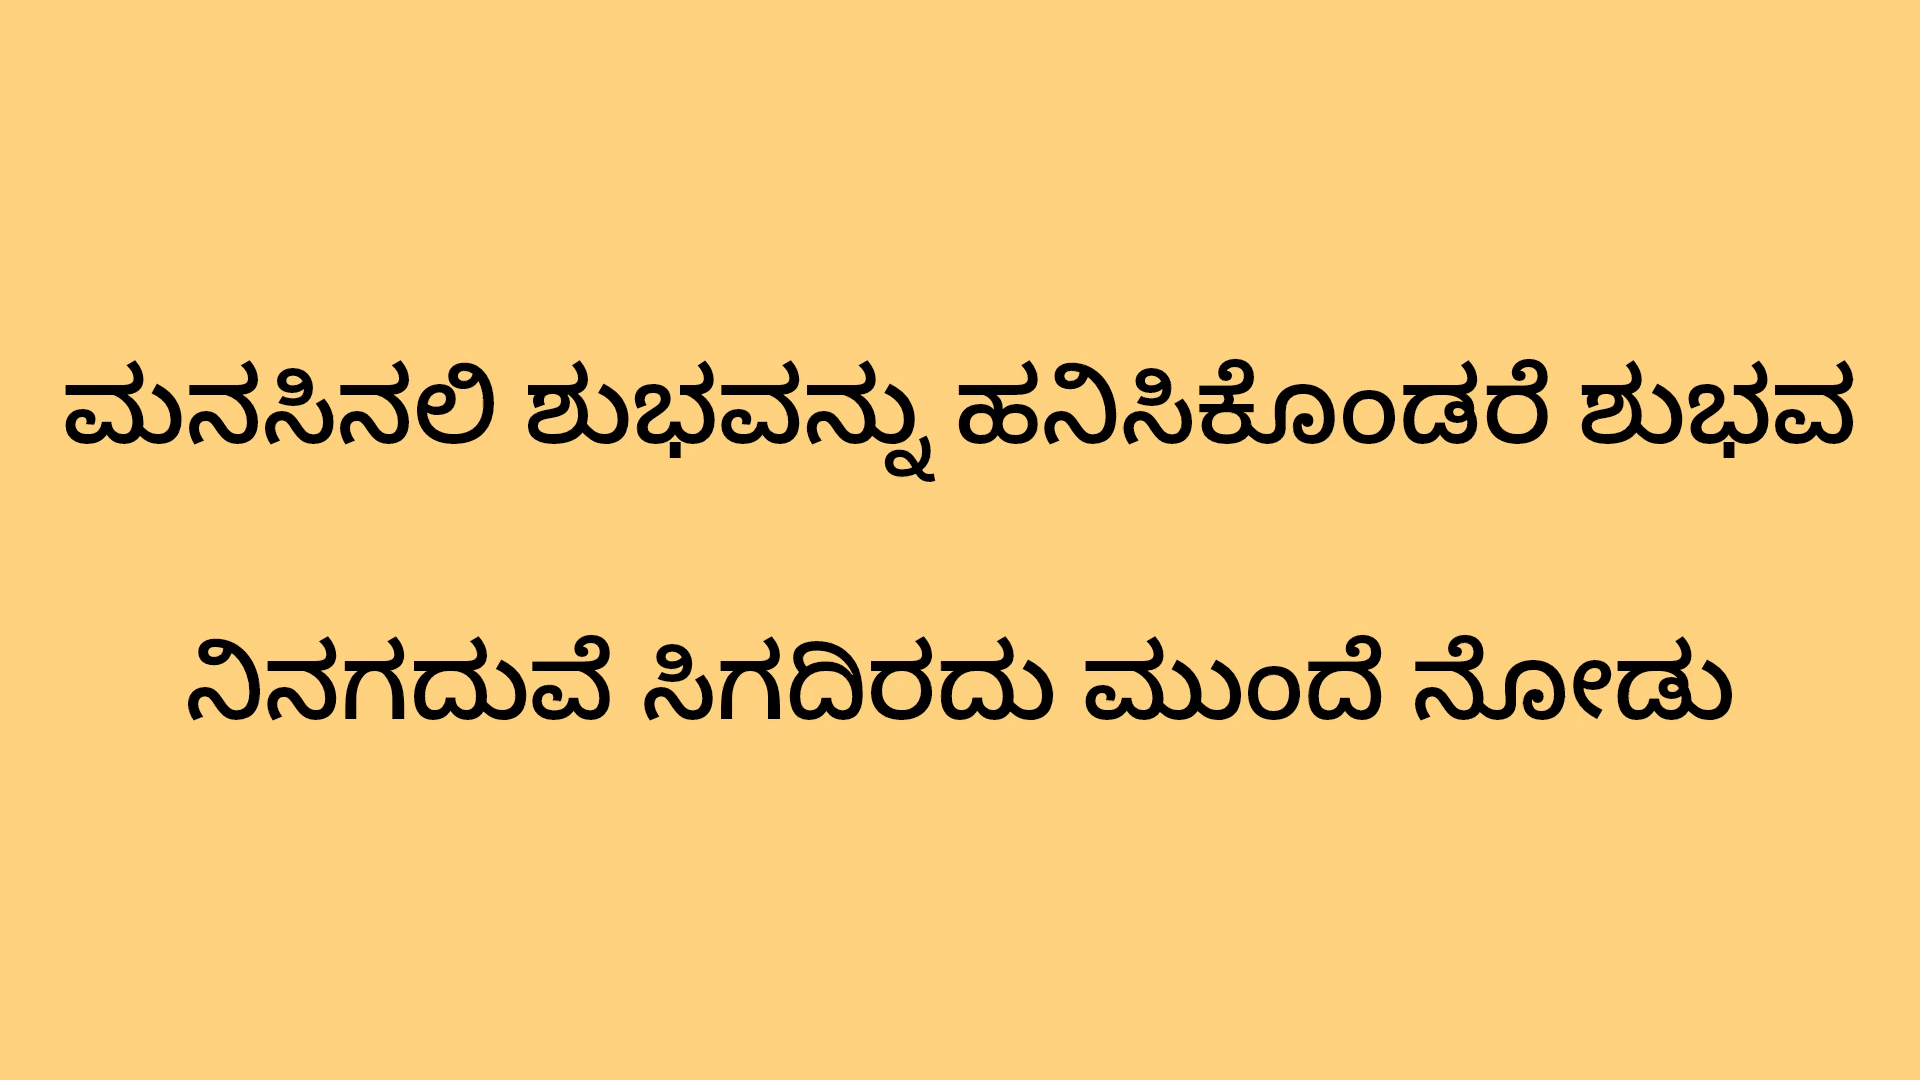 ಮನಸಿನಲಿ ಶುಭವನ್ನು ಹನಿಸಿಕೊಂಡರೆ ಶುಭವ
ನಿನಗದುವೆ ಸಿಗದಿರದು ಮುಂದೆ ನೋಡು